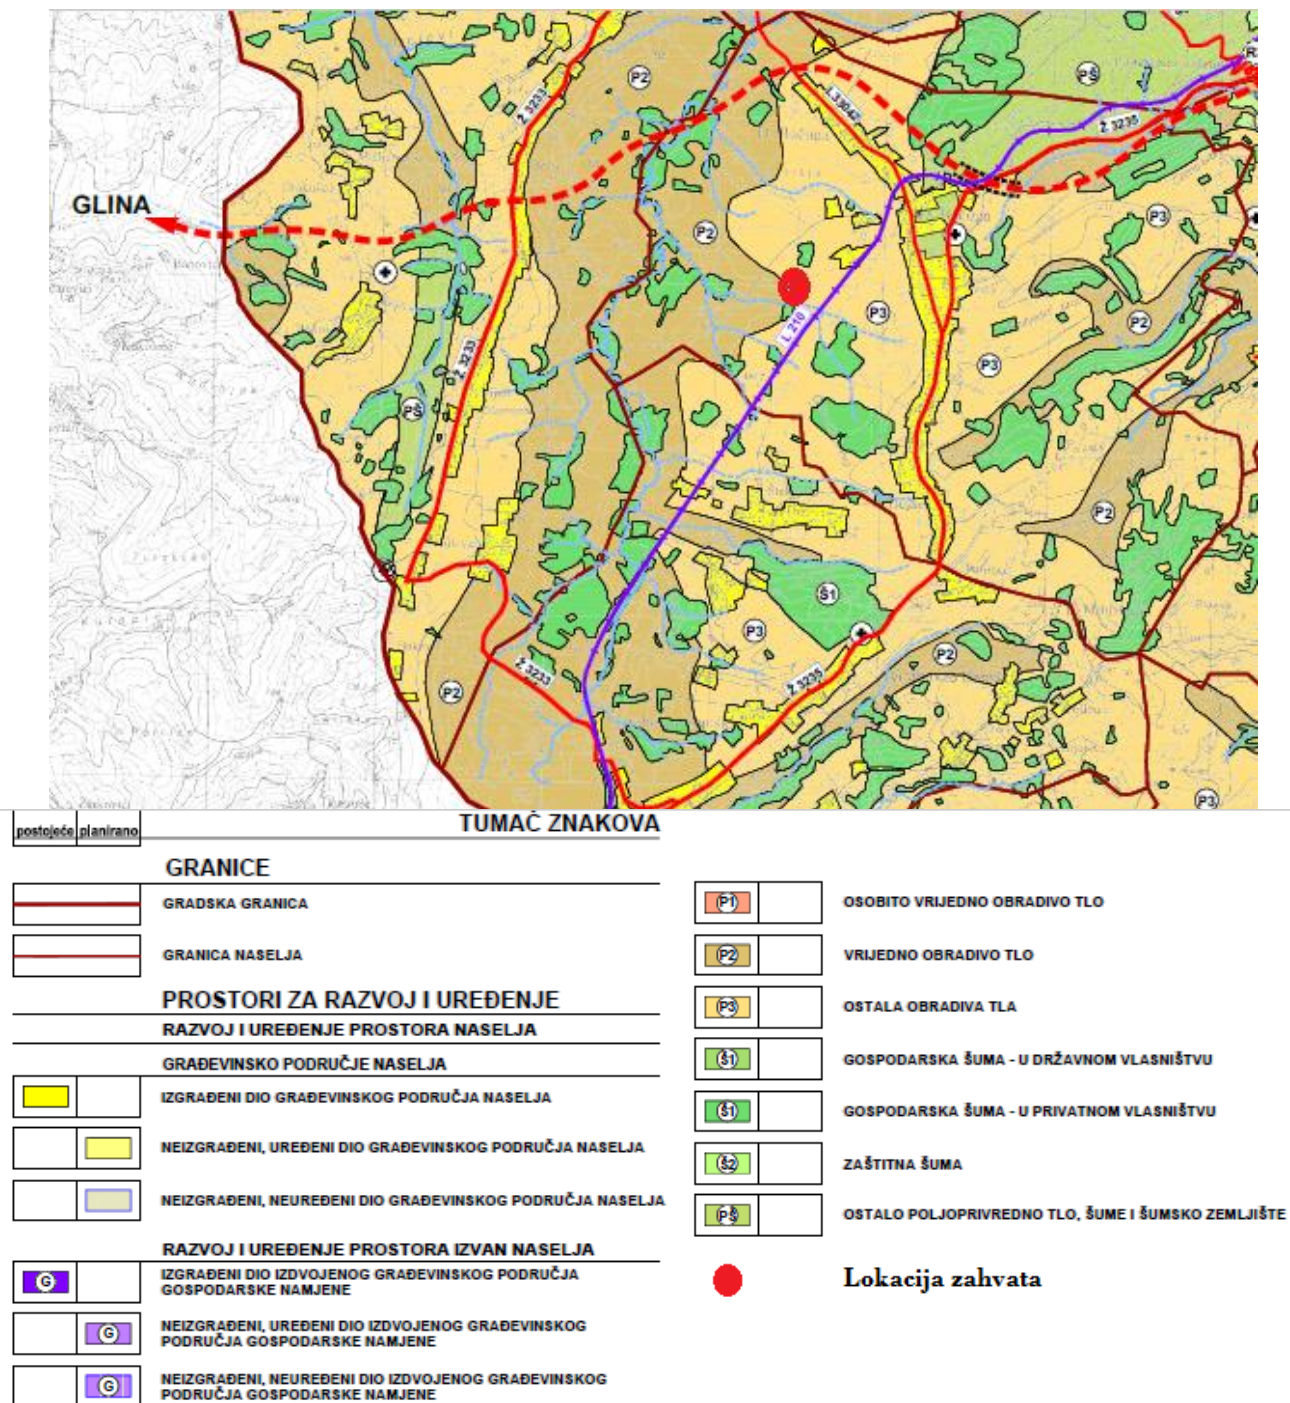 P2
PŠ
Ž 3233
L33042
Ž 3235
GLINA
P2
P3
P3
P2
L 210
P3
P3
Ž 3233
PŠ
P2
Š1
P3
P2
Ž 3233
Ž 3235
P2
P3
postojeće planirano
TUMAČ ZNAKOVA
GRANICE
GRADSKA GRANICA
GRANICA NASELJA
PROSTORI ZA RAZVOJ I UREĐENJE
RAZVOJ I UREĐENJE PROSTORA NASELJA
GRAĐEVINSKO PODRUČJE NASELJA
IZGRAĐENI DIO GRAĐEVINSKOG PODRUČJA NASELJA
NEIZGRAĐENI, UREĐENI DIO GRAĐEVINSKOG PODRUČJA NASELJA
NEIZGRAĐENI, NEUREĐENI DIO GRAĐEVINSKOG PODRUČJA NASELJA
RAZVOJ I UREĐENJE PROSTORA IZVAN NASELJA
G IZGRAĐENI DIO IZDVOJENOG GRAĐEVINSKOG PODRUČJA
GOSPODARSKE NAMJENE
G NEIZGRAĐENI, UREĐENI DIO IZDVOJENOG GRAĐEVINSKOG
PODRUČJA GOSPODARSKE NAMJENE
G NEIZGRAĐENI, NEUREĐENI DIO IZDVOJENOG GRAĐEVINSKOG
PODRUČJA GOSPODARSKE NAMJENE
P1 OSOBITO VRIJEDNO OBRADIVO TLO
P2 VRIJEDNO OBRADIVO TLO
P3 OSTALA OBRADIVA TLA
Š1 GOSPODARSKA ŠUMA - U DRŽAVNOM VLASNIŠTVU
Š1 GOSPODARSKA ŠUMA - U PRIVATNOM VLASNIŠTVU
Š2 ZAŠTITNA ŠUMA
PŠ OSTALO POLJOPRIVREDNO TLO, ŠUME I ŠUMSKO ZEMLJIŠTE
Lokacija zahvata